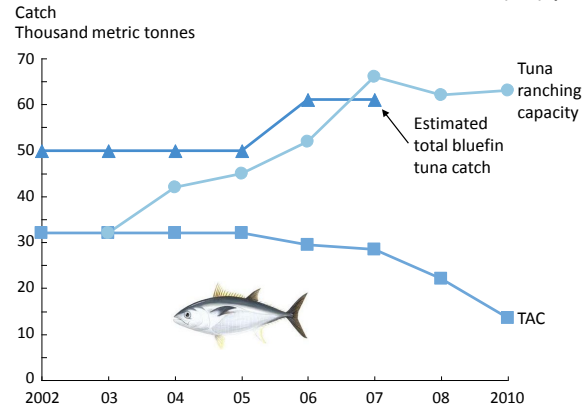 Catch
Thousand metric tonnes
70
60
50
40
30
20
10
0
2002 03 04 05 06 07 08 2010
Tuna
ranching
capacity
Estimated
total bluefin
tuna catch
TAC